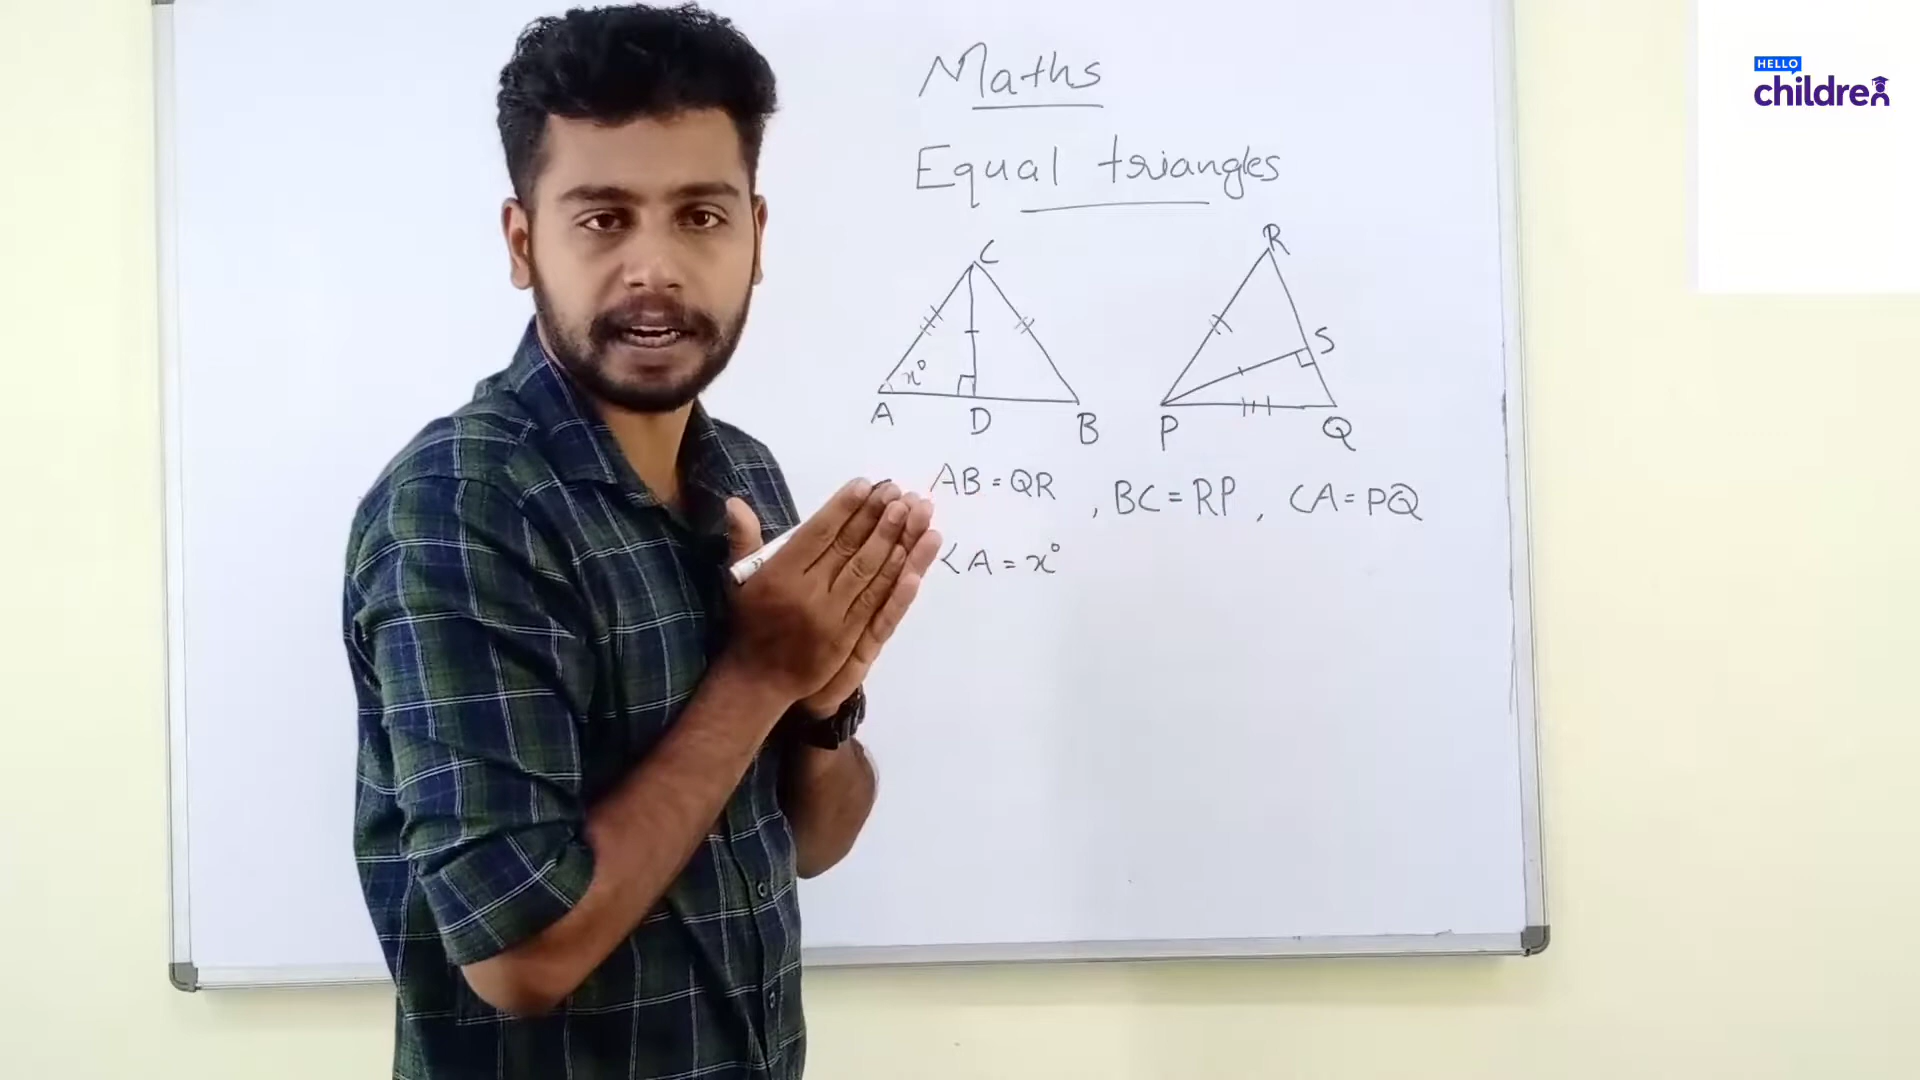 HELLO
children
Maths
Equal triangles
C
R
S
x°
A
D
B
P
Q
AB = QR , BC = RP , CA = PQ
<A = x°